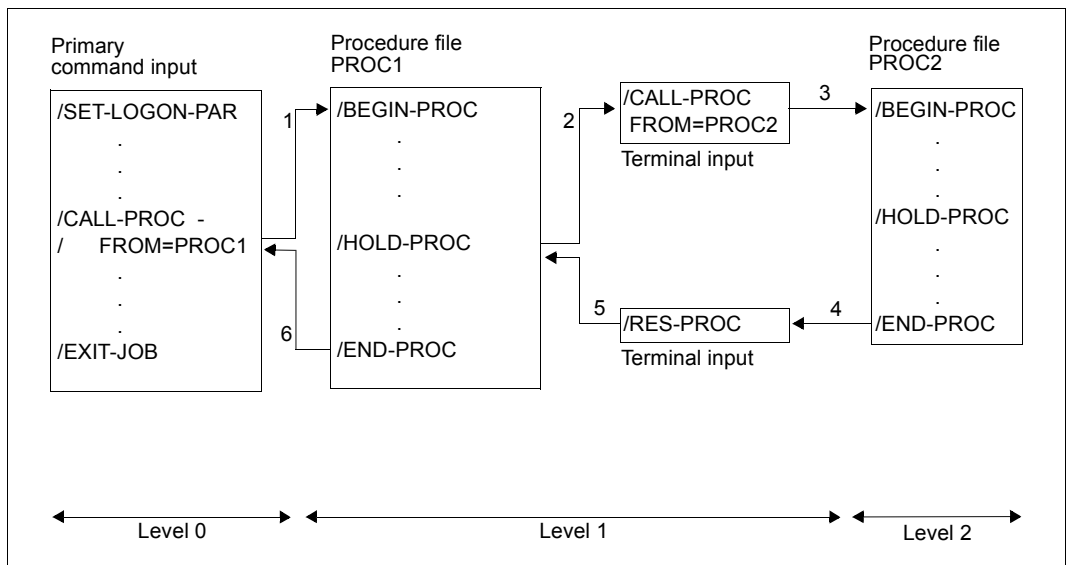 Primary
command input
/SET-LOGON-PAR
.
.
.
/CALL-PROC -
/ FROM=PROC1
.
.
.
/EXIT-JOB
1
6
Procedure file
PROC1
/BEGIN-PROC
.
.
.
/HOLD-PROC
.
.
.
/END-PROC
2
5
/CALL-PROC
FROM=PROC2
Terminal input
3
/RES-PROC
Terminal input
4
Procedure file
PROC2
/BEGIN-PROC
.
.
.
/HOLD-PROC
.
.
.
/END-PROC
Level 0
Level 1
Level 2